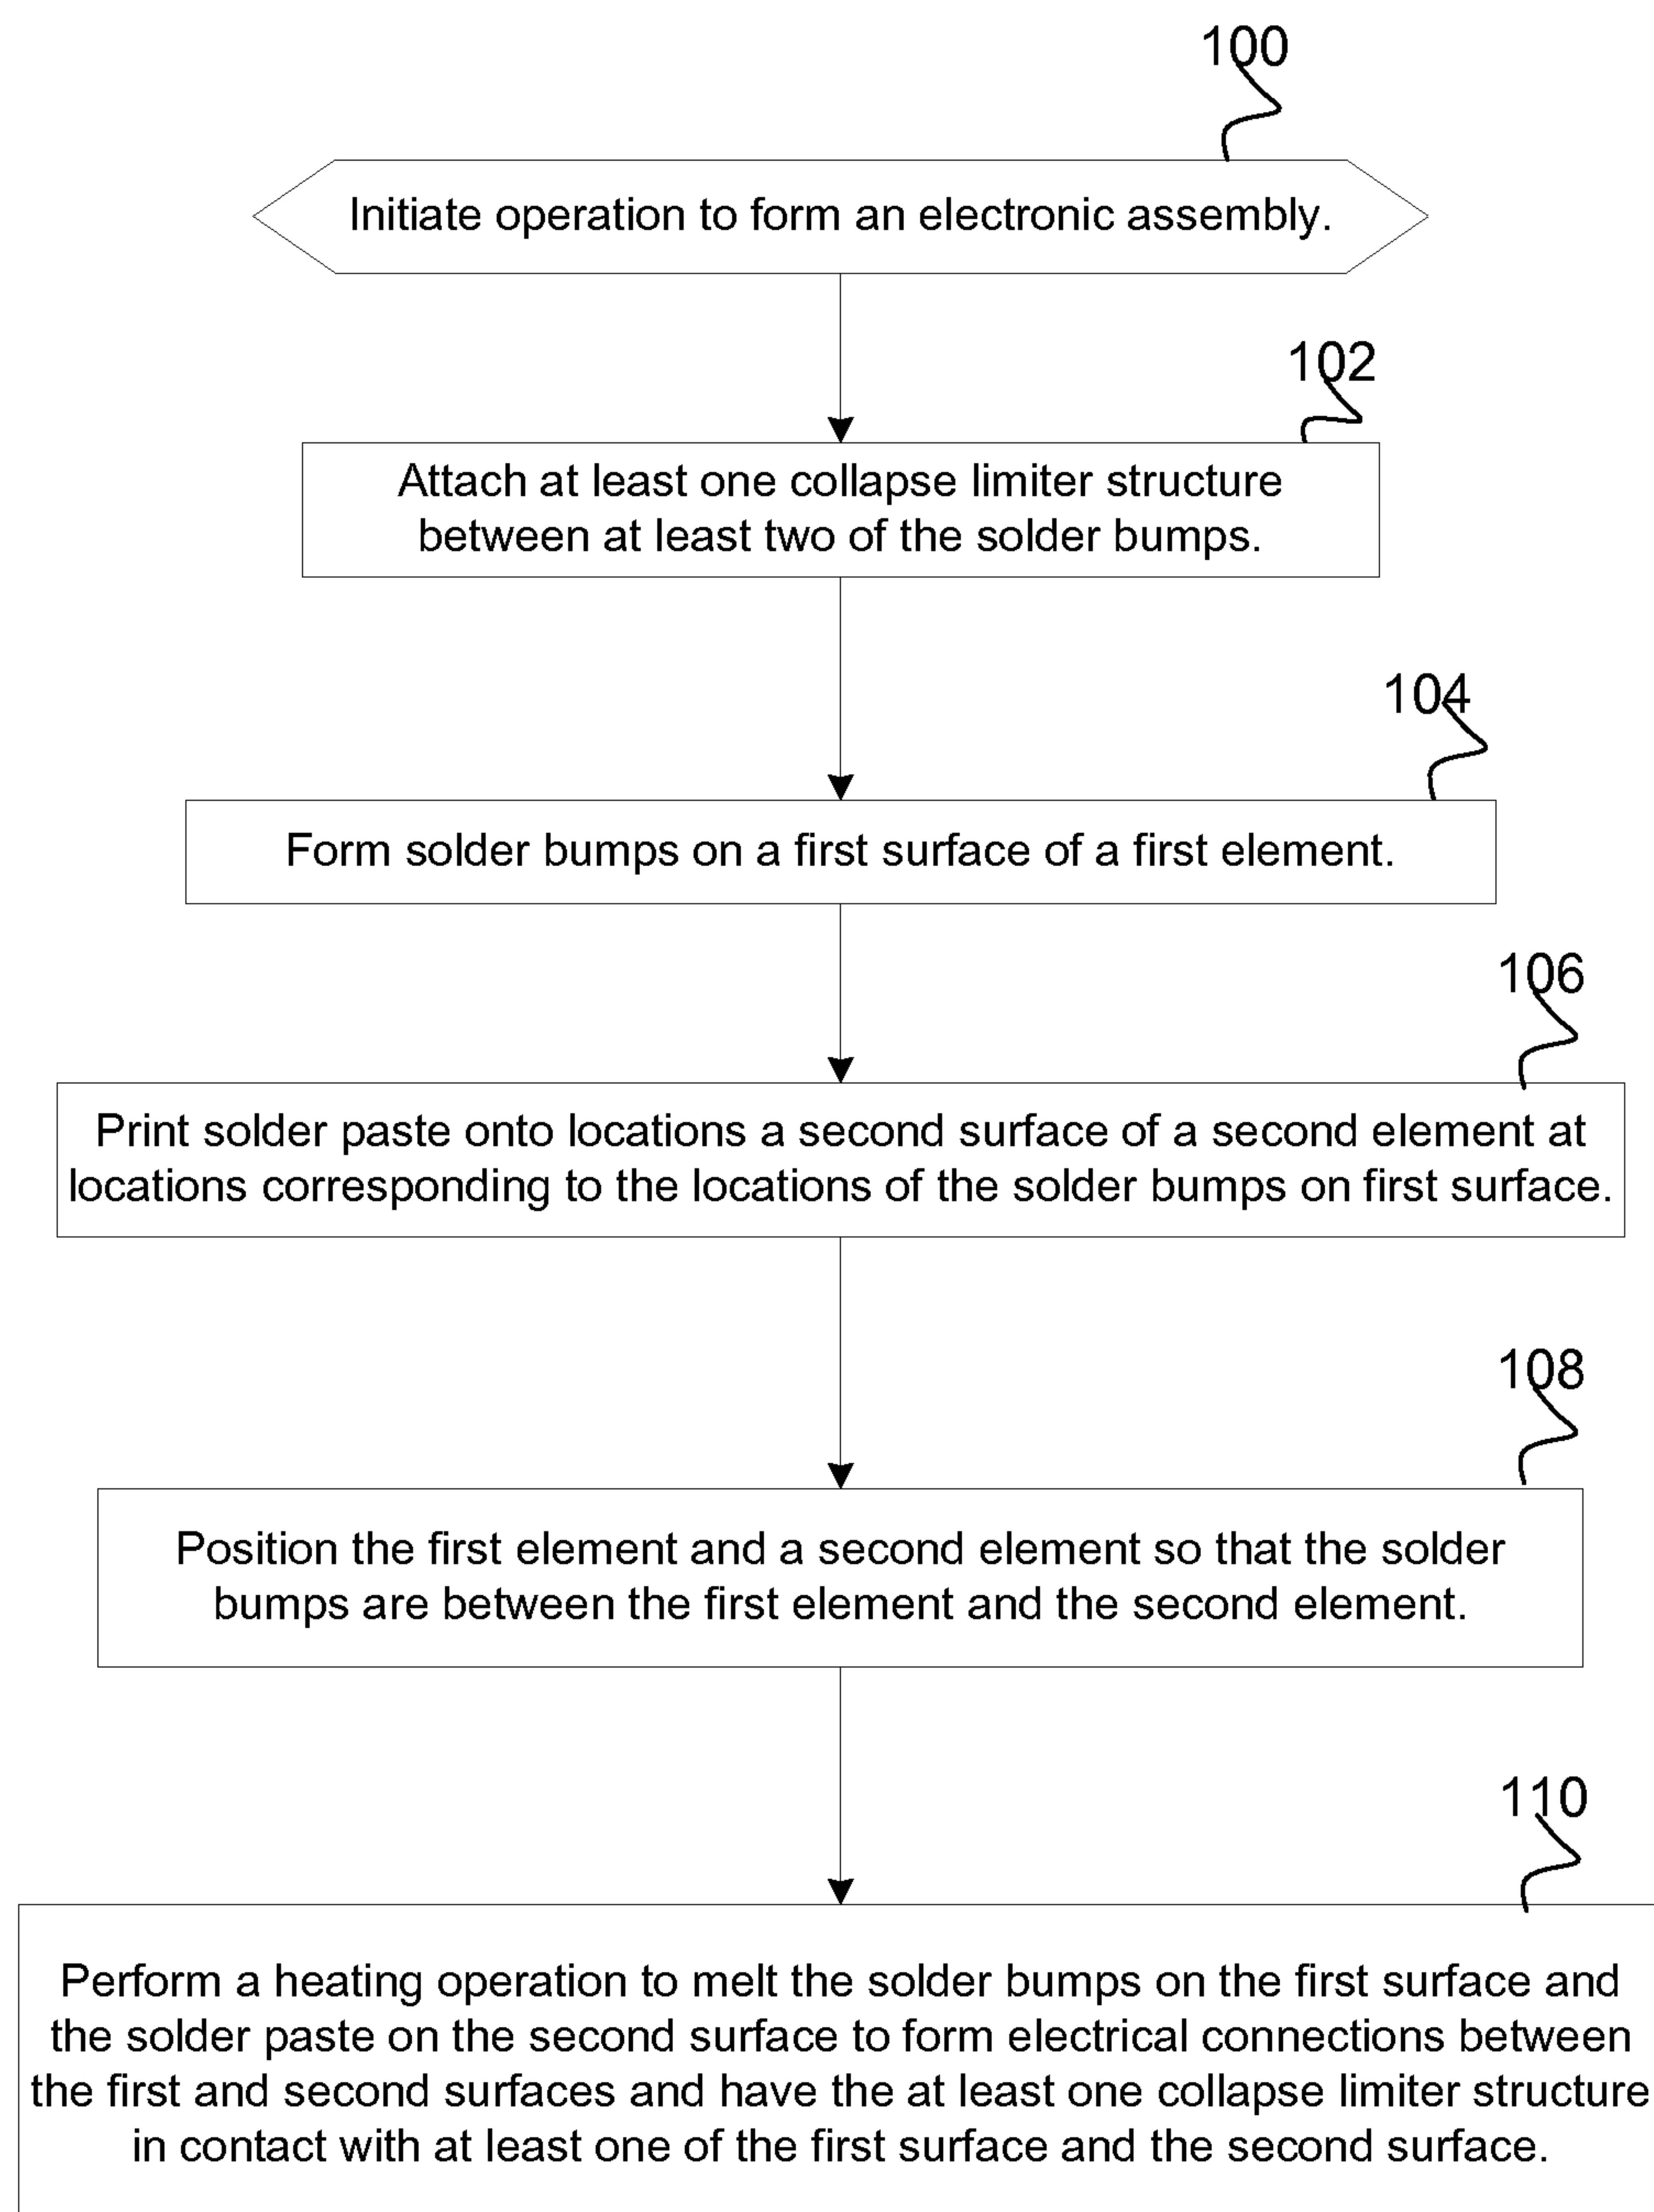 100
Initiate operation to form an electronic assembly.
102
Attach at least one collapse limiter structure
between at least two of the solder bumps.
104
Form solder bumps on a first surface of a first element.
106
Print solder paste onto locations a second surface of a second element at
locations corresponding to the locations of the solder bumps on first surface.
108
Position the first element and a second element so that the solder
bumps are between the first element and the second element.
110
Perform a heating operation to melt the solder bumps on the first surface and
the solder paste on the second surface to form electrical connections between
the first and second surfaces and have the at least one collapse limiter structure
in contact with at least one of the first surface and the second surface.